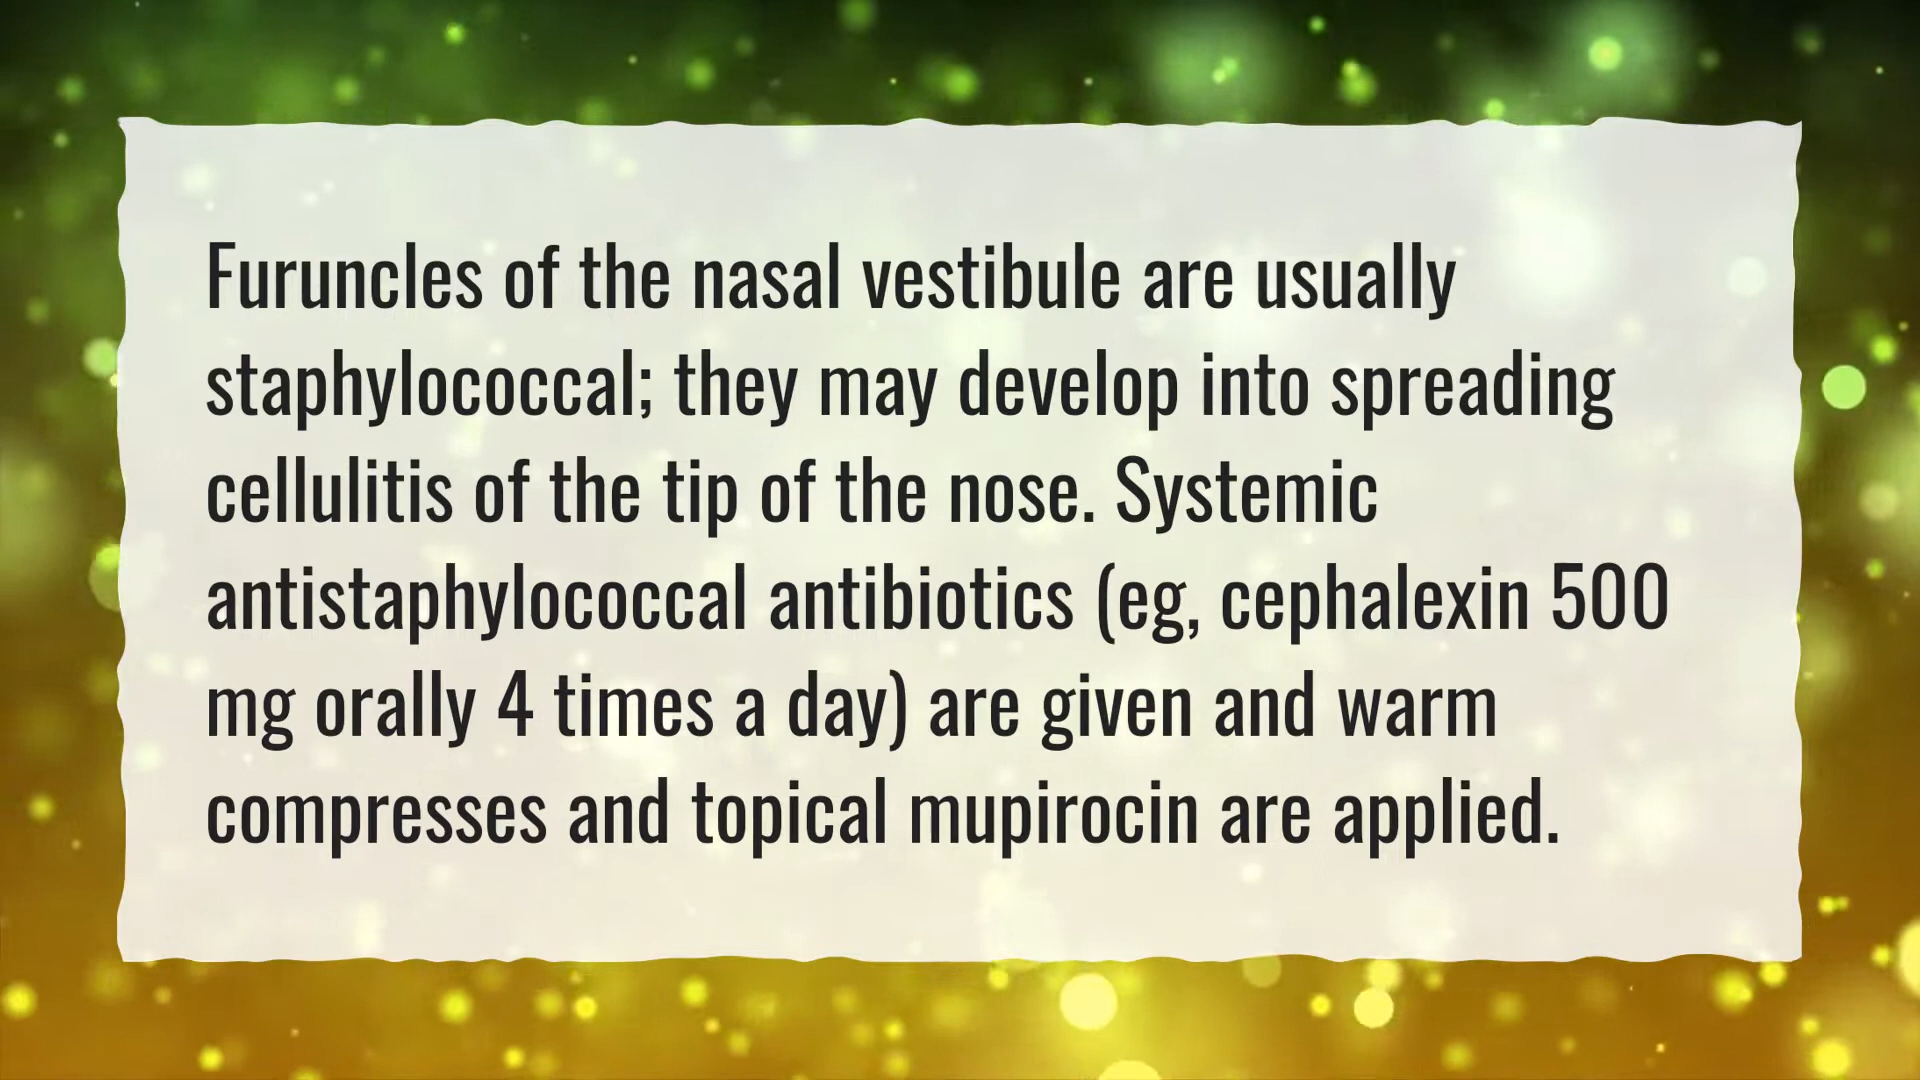 Furuncles of the nasal vestibule are usually
staphylococcal; they may develop into spreading
cellulitis of the tip of the nose. Systemic
antistaphylococcal antibiotics (eg, cephalexin 500
mg orally 4 times a day) are given and warm
compresses and topical mupirocin are applied.